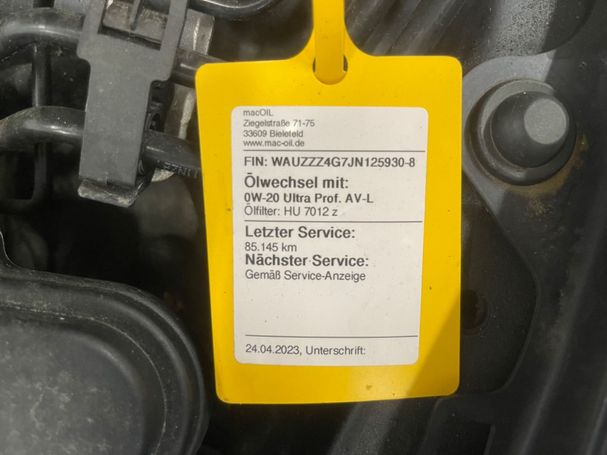 macOIL
Ziegelstraße 71-75
33609 Bielefeld
www.mac-oil.de
FIN: WAUZZZ4G7JN125930-8
Ölwechsel mit:
0W-20 Ultra Prof. AV-L
Ölfilter: HU 7012 z
Letzter Service:
85.145 km
Nächster Service:
Gemäß Service-Anzeige
24.04.2023, Unterschrift: